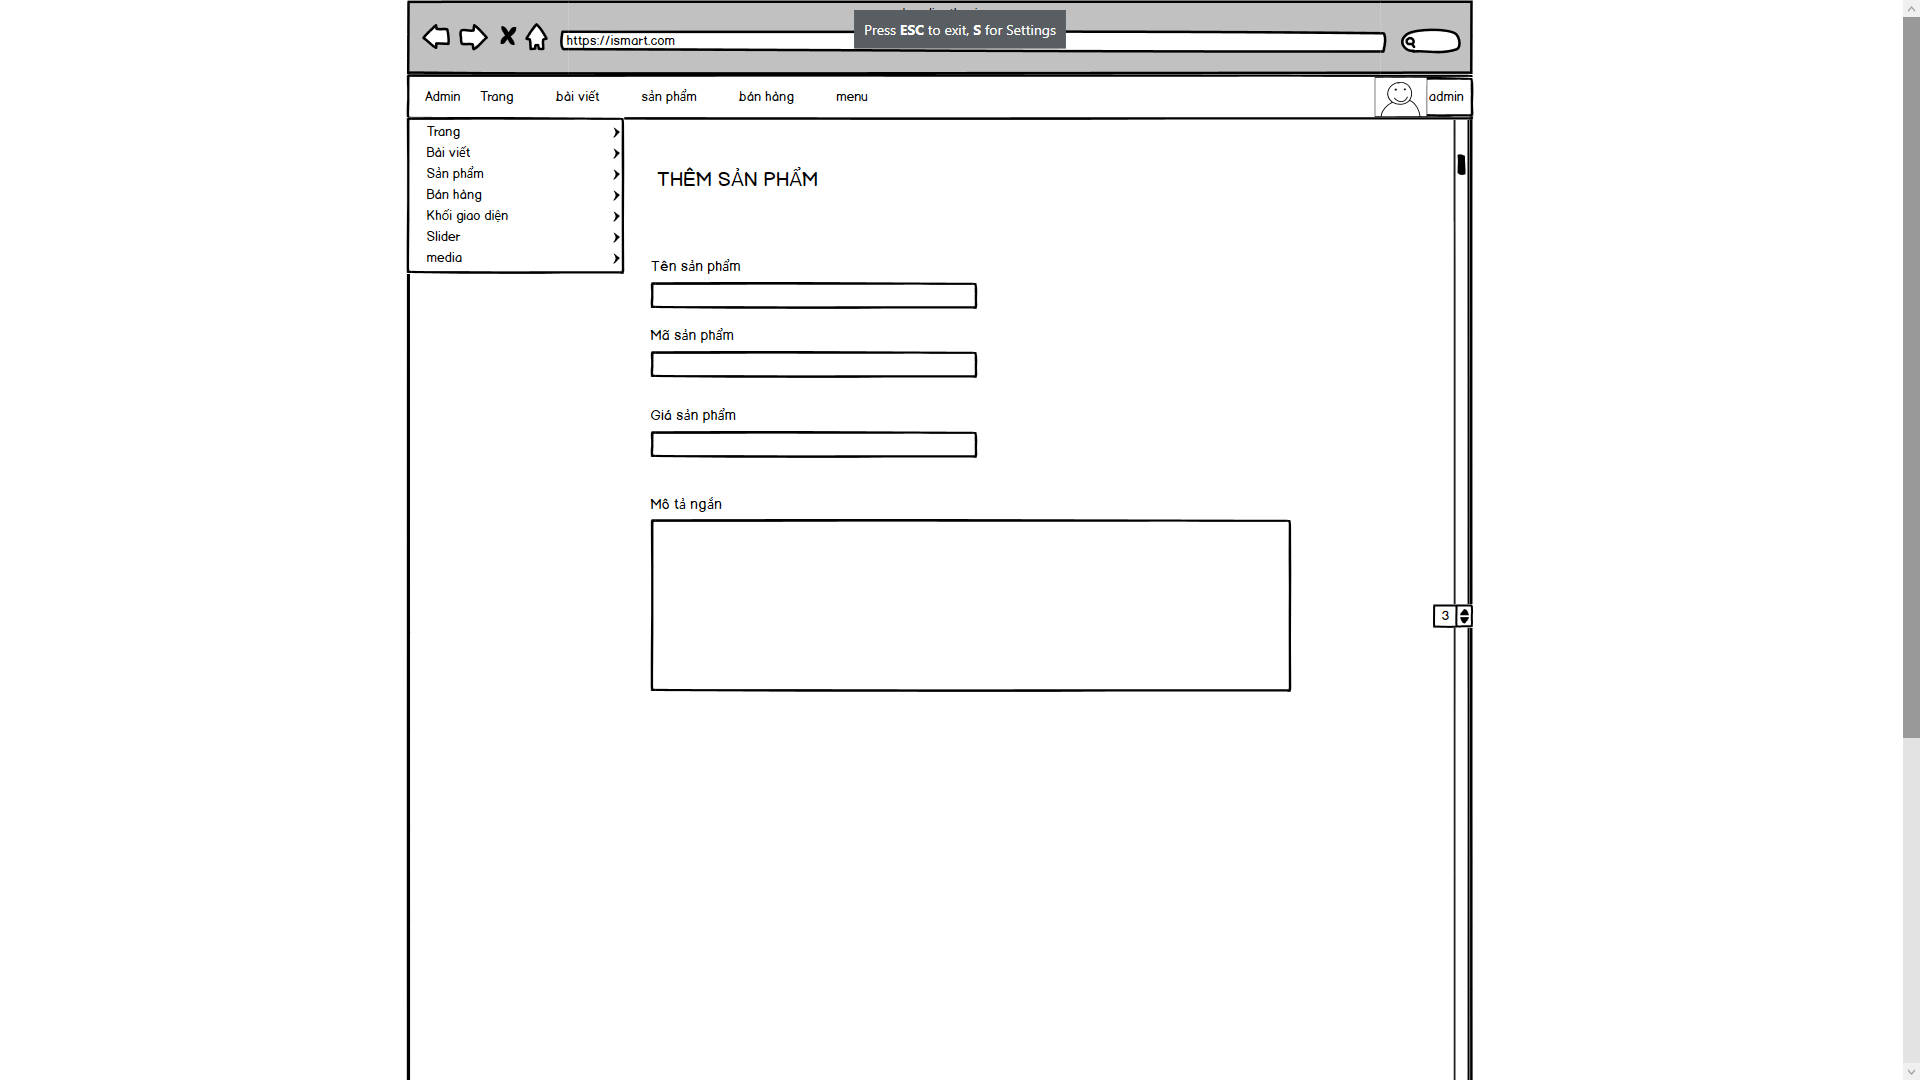 Press ESC to exit, S for Settings
https://ismart.com
Admin Trang bài viết sản phẩm bán hàng menu admin
Trang
Bài viết
Sản phẩm
Bán hàng
Khối giao diện
Slider
media
THÊM SẢN PHẨM
Tên sản phẩm
Mã sản phẩm
Giá sản phẩm
Mô tả ngắn
3